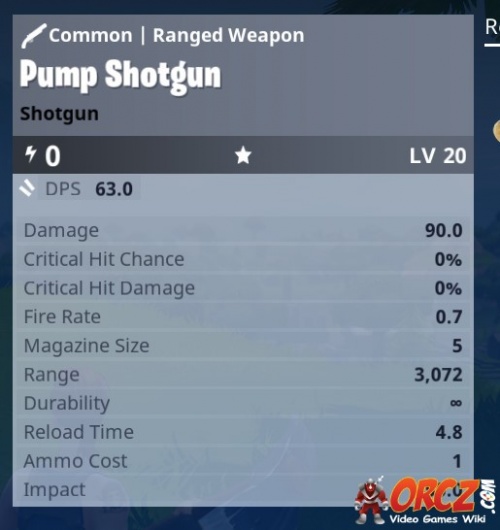 Common | Ranged Weapon
Pump Shotgun
Shotgun
0 LV 20
DPS 63.0
Damage 90.0
Critical Hit Chance 0%
Critical Hit Damage 0%
Fire Rate 0.7
Magazine Size 5
Range 3,072
Durability ∞
Reload Time 4.8
Ammo Cost 1
Impact
ORCZ.COM
Video Games Wiki